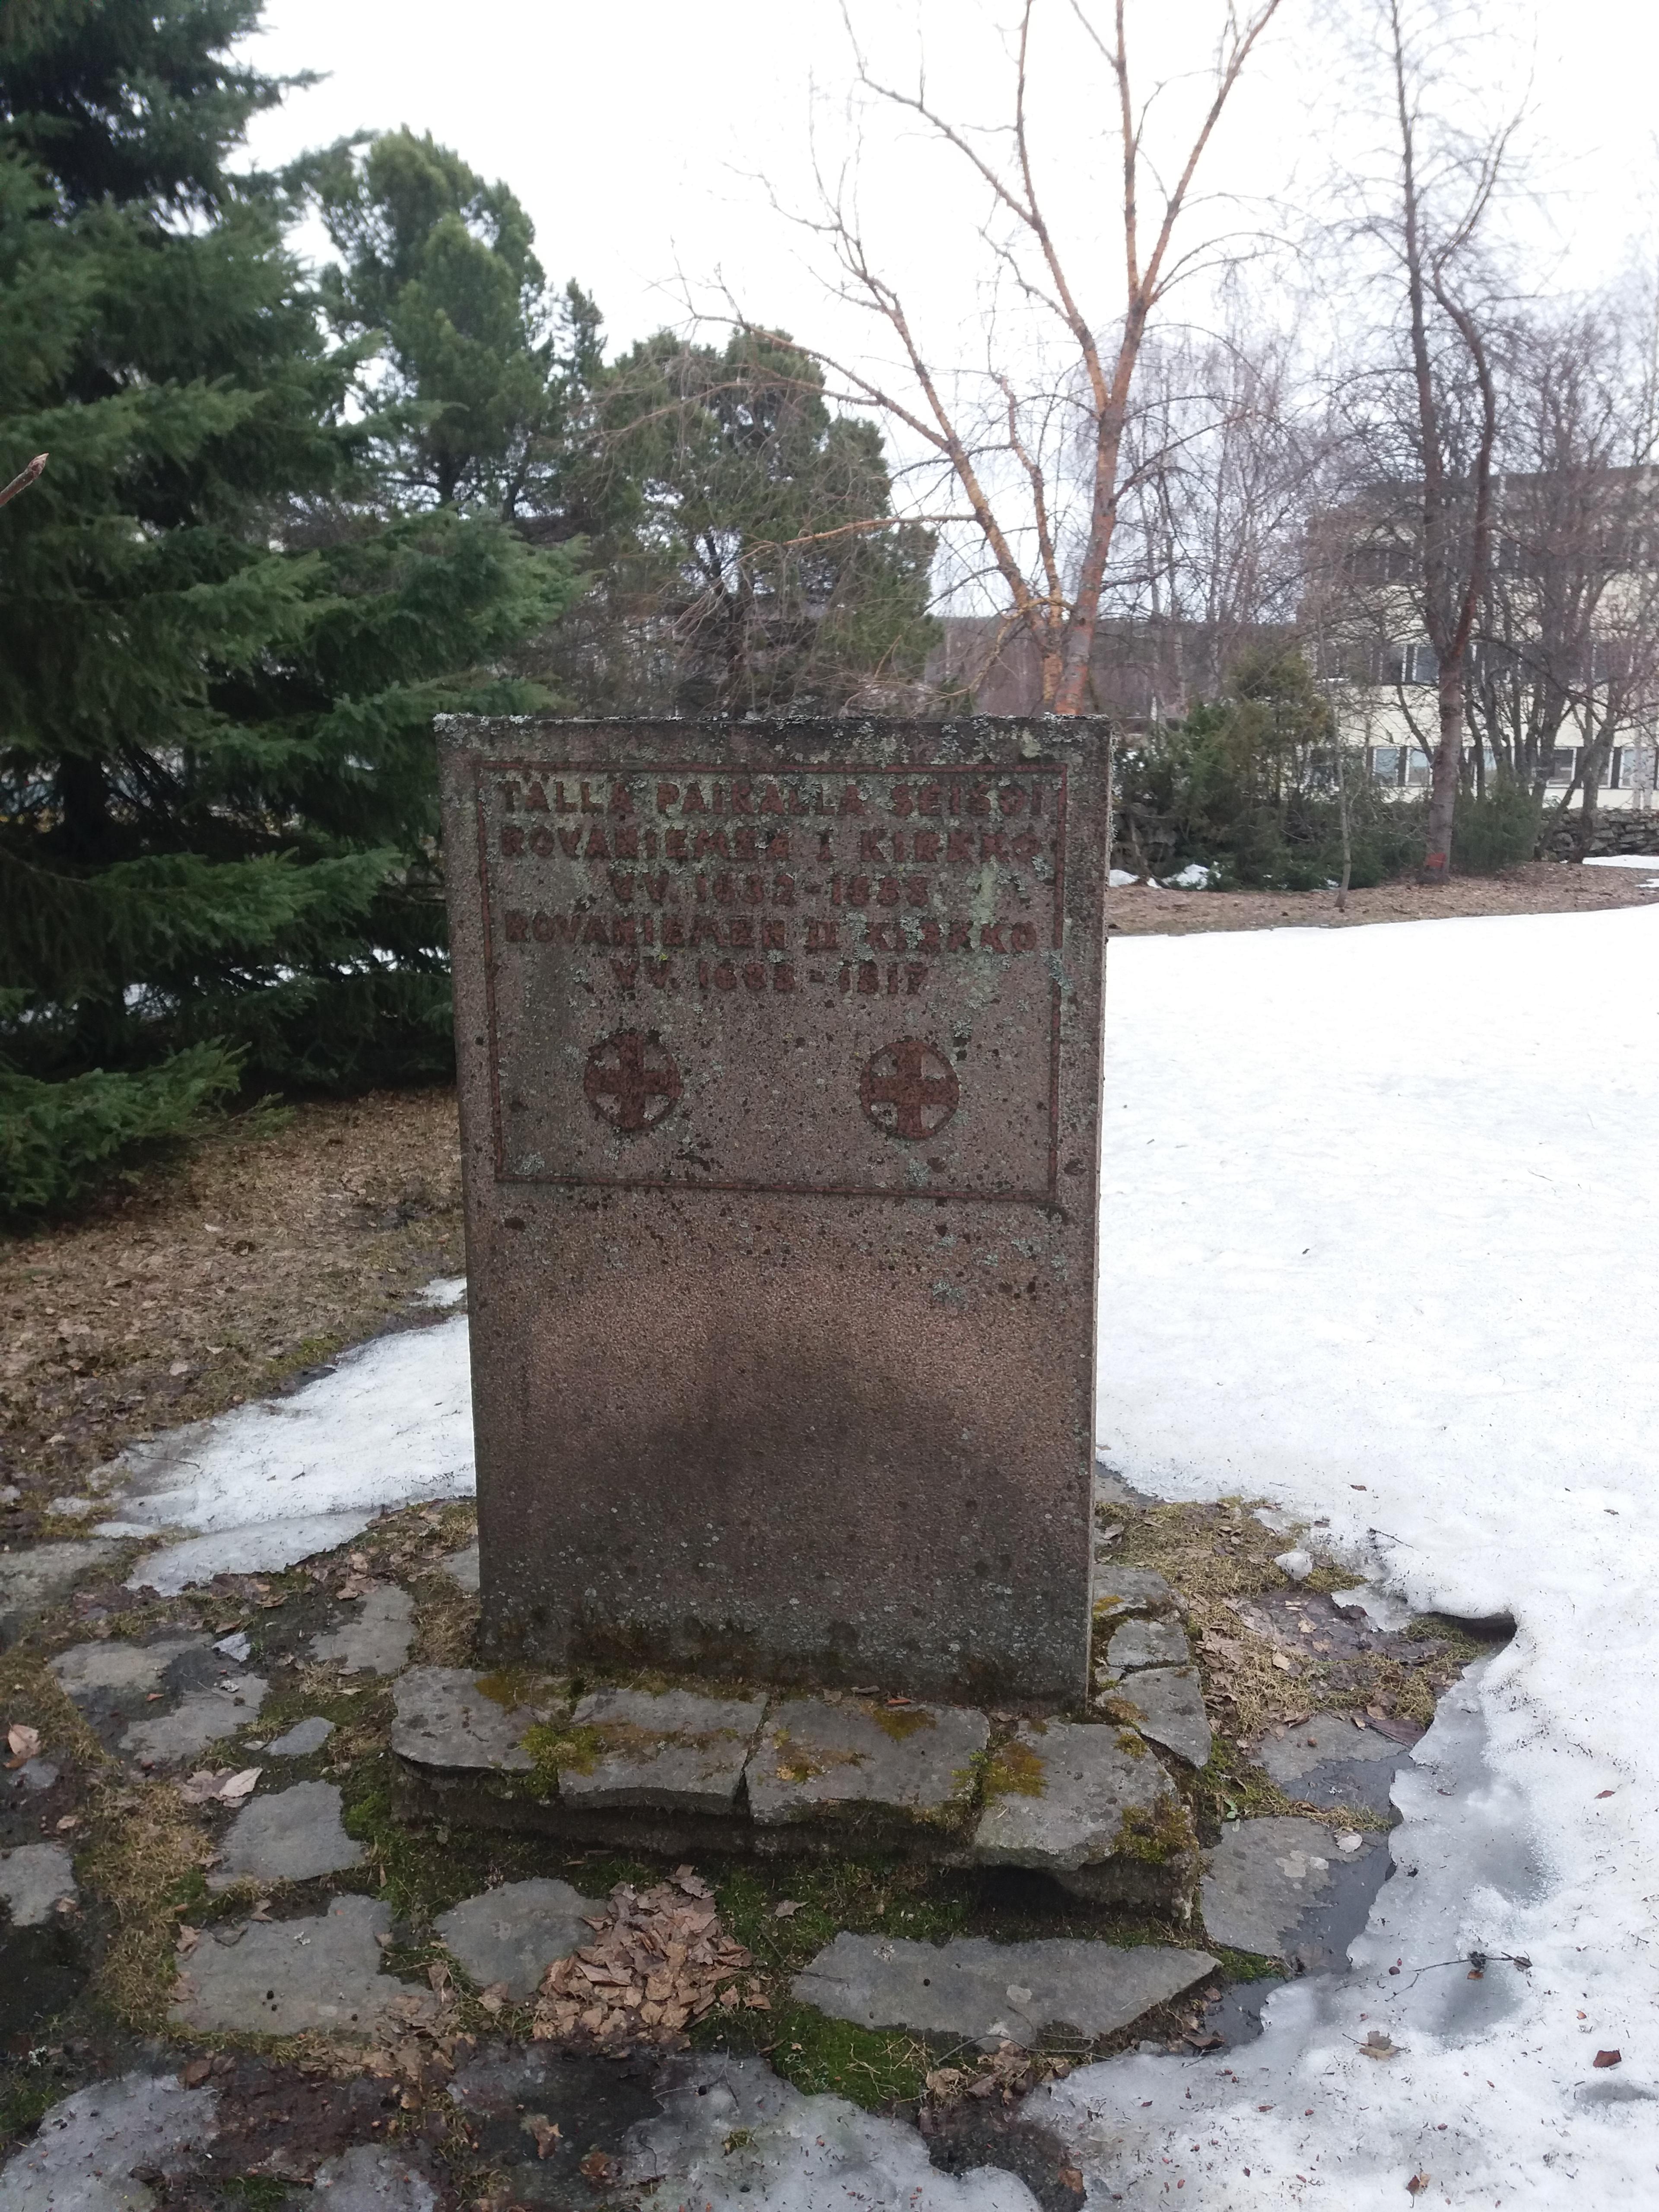 TÄLLÄ PAIKALLA SEISOI
ROVANIEMEN I KIRKKO
VV. 1632-1688
ROVANIEMEN II KIRKKO
VV. 1688-1817